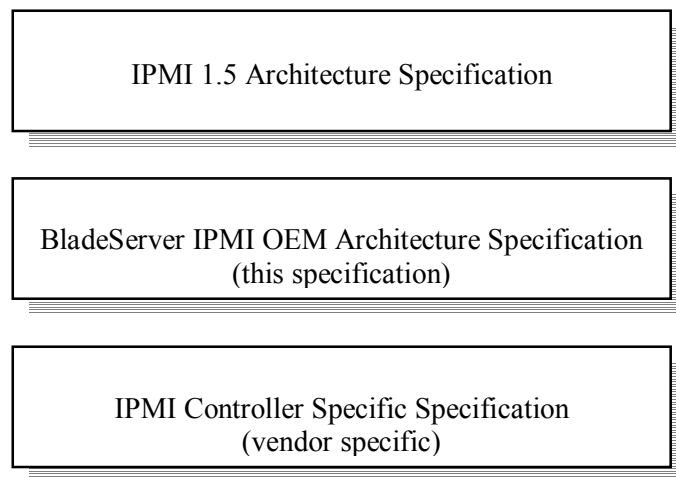 IPMI 1.5 Architecture Specification
BladeServer IPMI OEM Architecture Specification
(this specification)
IPMI Controller Specific Specification
(vendor specific)